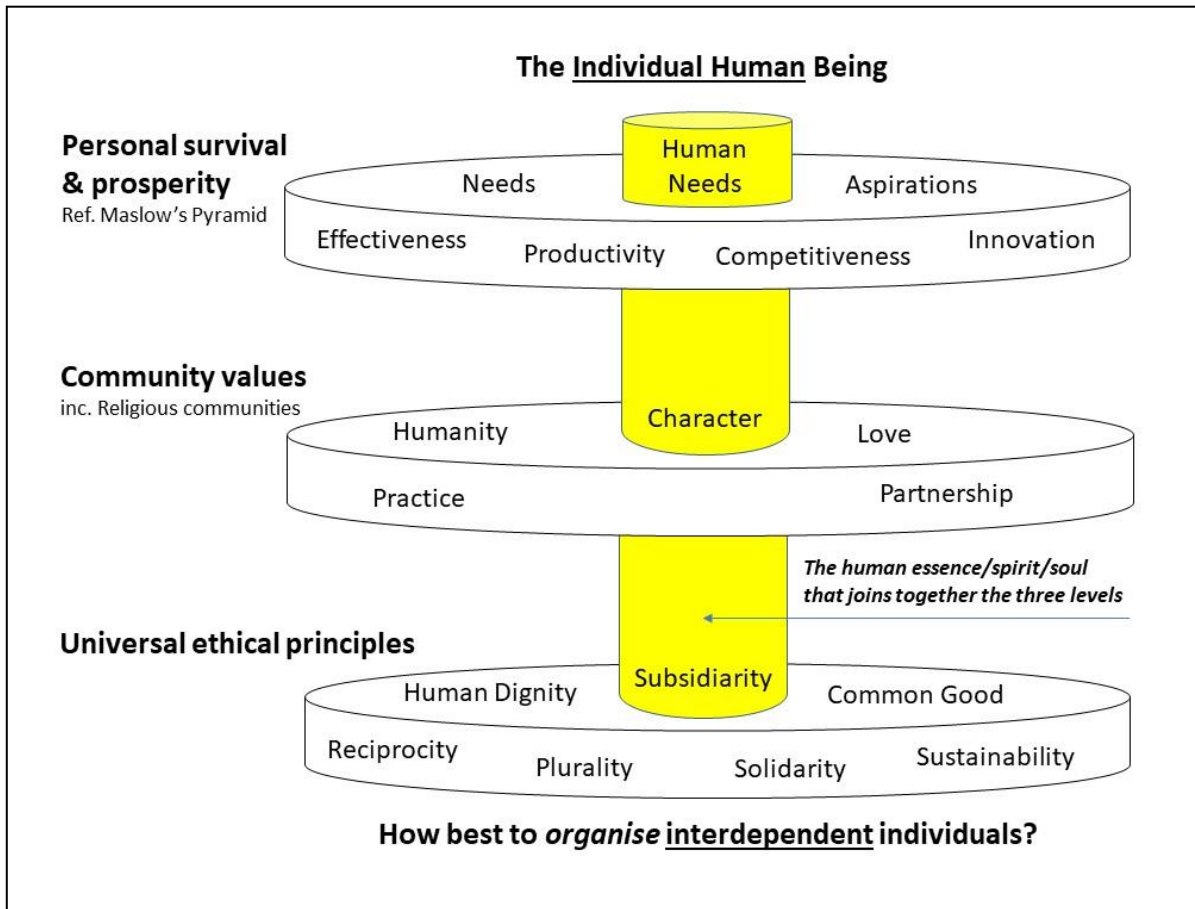 The Individual Human Being
Personal survival
& prosperity
Ref. Maslow's Pyramid
Human
Needs
Needs
Aspirations
Effectiveness
Productivity
Competitiveness
Innovation
Community values
inc. Religious communities
Humanity
Character
Love
Practice
Partnership
The human essence/spirit/soul
that joins together the three levels
Universal ethical principles
Human Dignity
Subsidiarity
Common Good
Reciprocity
Plurality
Solidarity
Sustainability
How best to organise interdependent individuals?